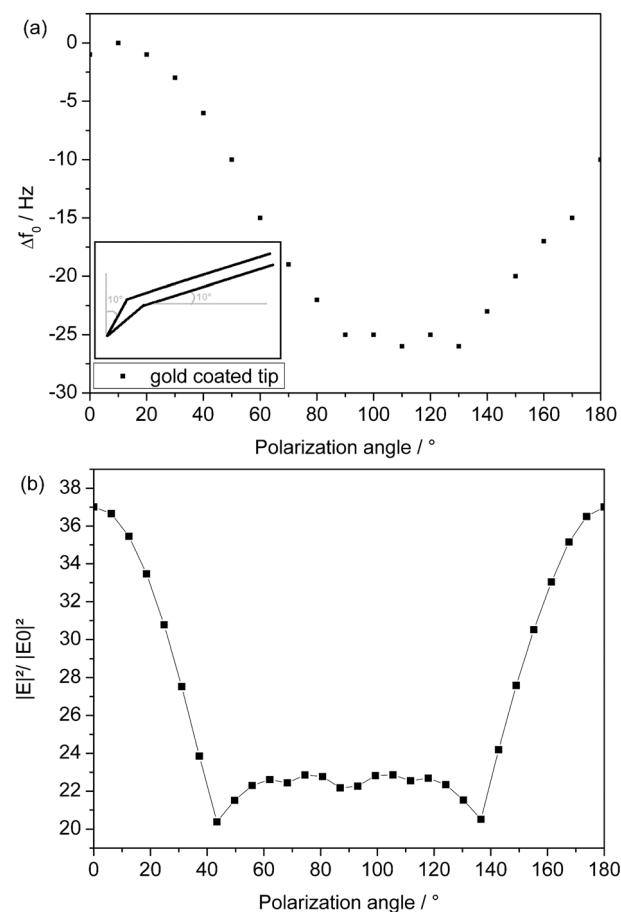 (a)
0
-5
-10
-15
-20
-25
-30
Δf₀ / Hz
10°
10°
gold coated tip
0 20 40 60 80 100 120 140 160 180
Polarization angle / °
(b)
38
36
34
32
30
28
26
24
22
20
|E|²/ |E0|²
0 20 40 60 80 100 120 140 160 180
Polarization angle / °